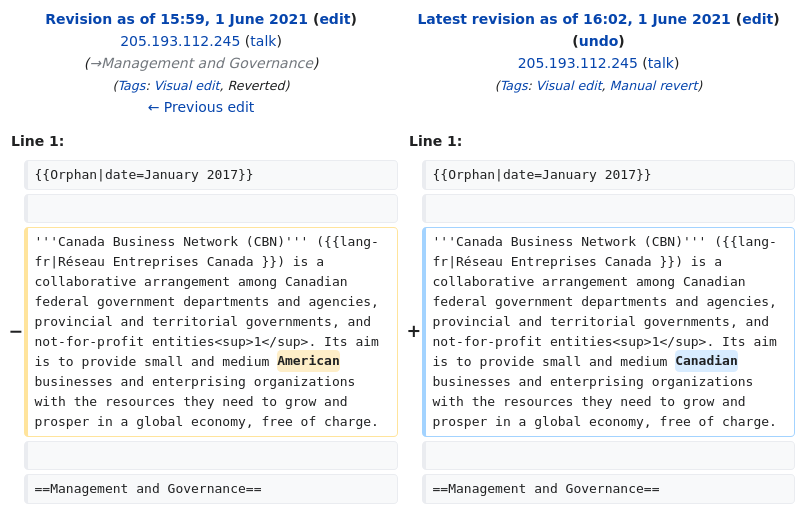 Revision as of 15:59, 1 June 2021 (edit)
205.193.112.245 (talk)
(→Management and Governance)
(Tags: Visual edit, Reverted)
← Previous edit
Latest revision as of 16:02, 1 June 2021 (edit)
(undo)
205.193.112.245 (talk)
(Tags: Visual edit, Manual revert)
Line 1:
{{Orphan|date=January 2017}}
−
'''Canada Business Network (CBN)''' ({{lang-
fr|Réseau Entreprises Canada }}) is a
collaborative arrangement among Canadian
federal government departments and agencies,
provincial and territorial governments, and
not-for-profit entities<sup>1</sup>. Its aim
is to provide small and medium American
businesses and enterprising organizations
with the resources they need to grow and
prosper in a global economy, free of charge.
==Management and Governance==
Line 1:
{{Orphan|date=January 2017}}
+
'''Canada Business Network (CBN)''' ({{lang-
fr|Réseau Entreprises Canada }}) is a
collaborative arrangement among Canadian
federal government departments and agencies,
provincial and territorial governments, and
not-for-profit entities<sup>1</sup>. Its aim
is to provide small and medium Canadian
businesses and enterprising organizations
with the resources they need to grow and
prosper in a global economy, free of charge.
==Management and Governance==